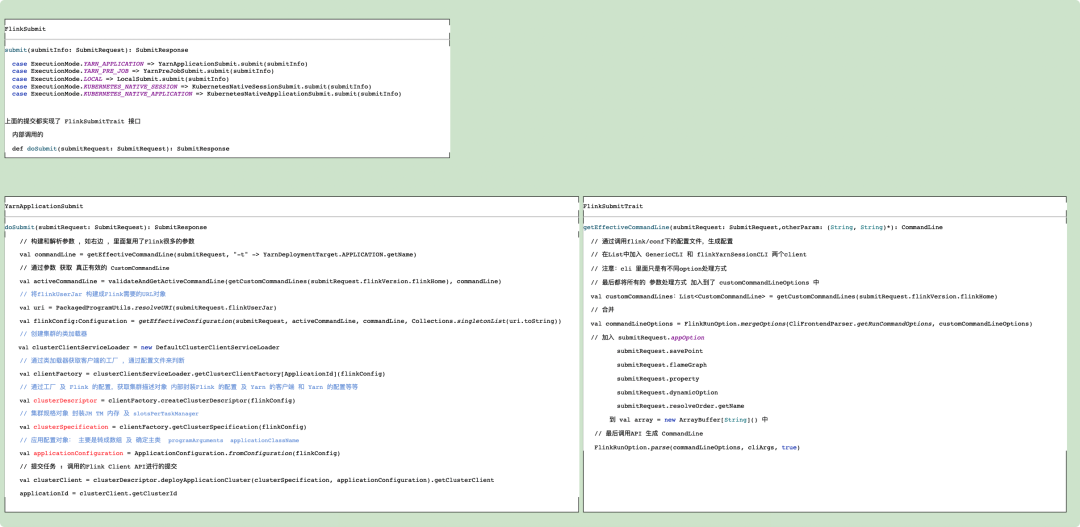 FlinkSubmit
submit(submitInfo: SubmitRequest): SubmitResponse
case ExecutionMode.YARN_APPLICATION => YarnApplicationSubmit.submit(submitInfo)
case ExecutionMode.YARN_PRE_JOB => YarnPreJobSubmit.submit(submitInfo)
case ExecutionMode.LOCAL => LocalSubmit.submit(submitInfo)
case ExecutionMode.KUBERNETES_NATIVE_SESSION => KubernetesNativeSessionSubmit.submit(submitInfo)
case ExecutionMode.KUBERNETES_NATIVE_APPLICATION => KubernetesNativeApplicationSubmit.submit(submitInfo)
上面的提交都实现了 FlinkSubmitTrait 接口
内部调用的
def doSubmit(submitRequest: SubmitRequest): SubmitResponse
YarnApplicationSubmit
doSubmit(submitRequest: SubmitRequest): SubmitResponse
// 构建和解析参数 ，如右边 ，里面复用了Flink很多的参数
val commandLine = getEffectiveCommandLine(submitRequest, "-t" -> YarnDeploymentTarget.APPLICATION.getName)
// 通过参数 获取 真正有效的 CustomCommandLine
val activeCommandLine = validateAndGetActiveCommandLine(getCustomCommandLines(submitRequest.flinkVersion.flinkHome), commandLine)
// 将flinkUserJar 构建成Flink需要的URL对象
val uri = PackagedProgramUtils.resolveURI(submitRequest.flinkUserJar)
val flinkConfig:Configuration = getEffectiveConfiguration(submitRequest, activeCommandLine, commandLine, Collections.singletonList(uri.toString))
// 创建集群的类加载器
val clusterClientServiceLoader = new DefaultClusterClientServiceLoader
// 通过类加载器获取客户端的工厂 ，通过配置文件来判断
val clientFactory = clusterClientServiceLoader.getClusterClientFactory[ApplicationId](flinkConfig)
// 通过工厂 及 Flink 的配置，获取集群描述对象 内部封装Flink 的配置 及 Yarn 的客户端 和 Yarn 的配置等等
val clusterDescriptor = clientFactory.createClusterDescriptor(flinkConfig)
// 集群规格对象 封装JM TM 内存 及 slotsPerTaskManager
val clusterSpecification = clientFactory.getClusterSpecification(flinkConfig)
// 应用配置对象： 主要是转成数组 及 确定主类 programArguments applicationClassName
val applicationConfiguration = ApplicationConfiguration.fromConfiguration(flinkConfig)
// 提交任务 ：调用的Flink Client API进行的提交
val clusterClient = clusterDescriptor.deployApplicationCluster(clusterSpecification, applicationConfiguration).getClusterClient
applicationId = clusterClient.getClusterId
FlinkSubmitTrait
getEffectiveCommandLine(submitRequest: SubmitRequest,otherParam: (String, String)*): CommandLine
// 通过调用flink/conf下的配置文件，生成配置
// 在List中加入 GenericCLI 和 flinkYarnSessionCLI 两个client
// 注意：cli 里面只是有不同option处理方式
// 最后都将所有的 参数处理方式 加入到了 customCommandLineOptions 中
val customCommandLines：List<CustomCommandLine> = getCustomCommandLines(submitRequest.flinkVersion.flinkHome)
// 合并
val commandLineOptions = FlinkRunOption.mergeOptions(CliFrontendParser.getRunCommandOptions, customCommandLineOptions)
// 加入 submitRequest.appOption
submitRequest.savePoint
submitRequest.flameGraph
submitRequest.property
submitRequest.dynamicOption
submitRequest.resolveOrder.getName
到 val array = new ArrayBuffer[String]() 中
// 最后调用API 生成 CommandLine
FlinkRunOption.parse(commandLineOptions, cliArgs, true)